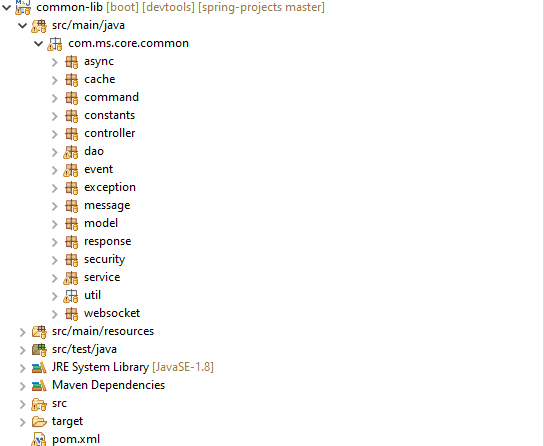 common-lib [boot] [devtools] [spring-projects master]
src/main/java
com.ms.core.common
async
cache
command
constants
controller
dao
event
exception
message
model
response
security
service
util
websocket
src/main/resources
src/test/java
JRE System Library [JavaSE-1.8]
Maven Dependencies
src
target
pom.xml